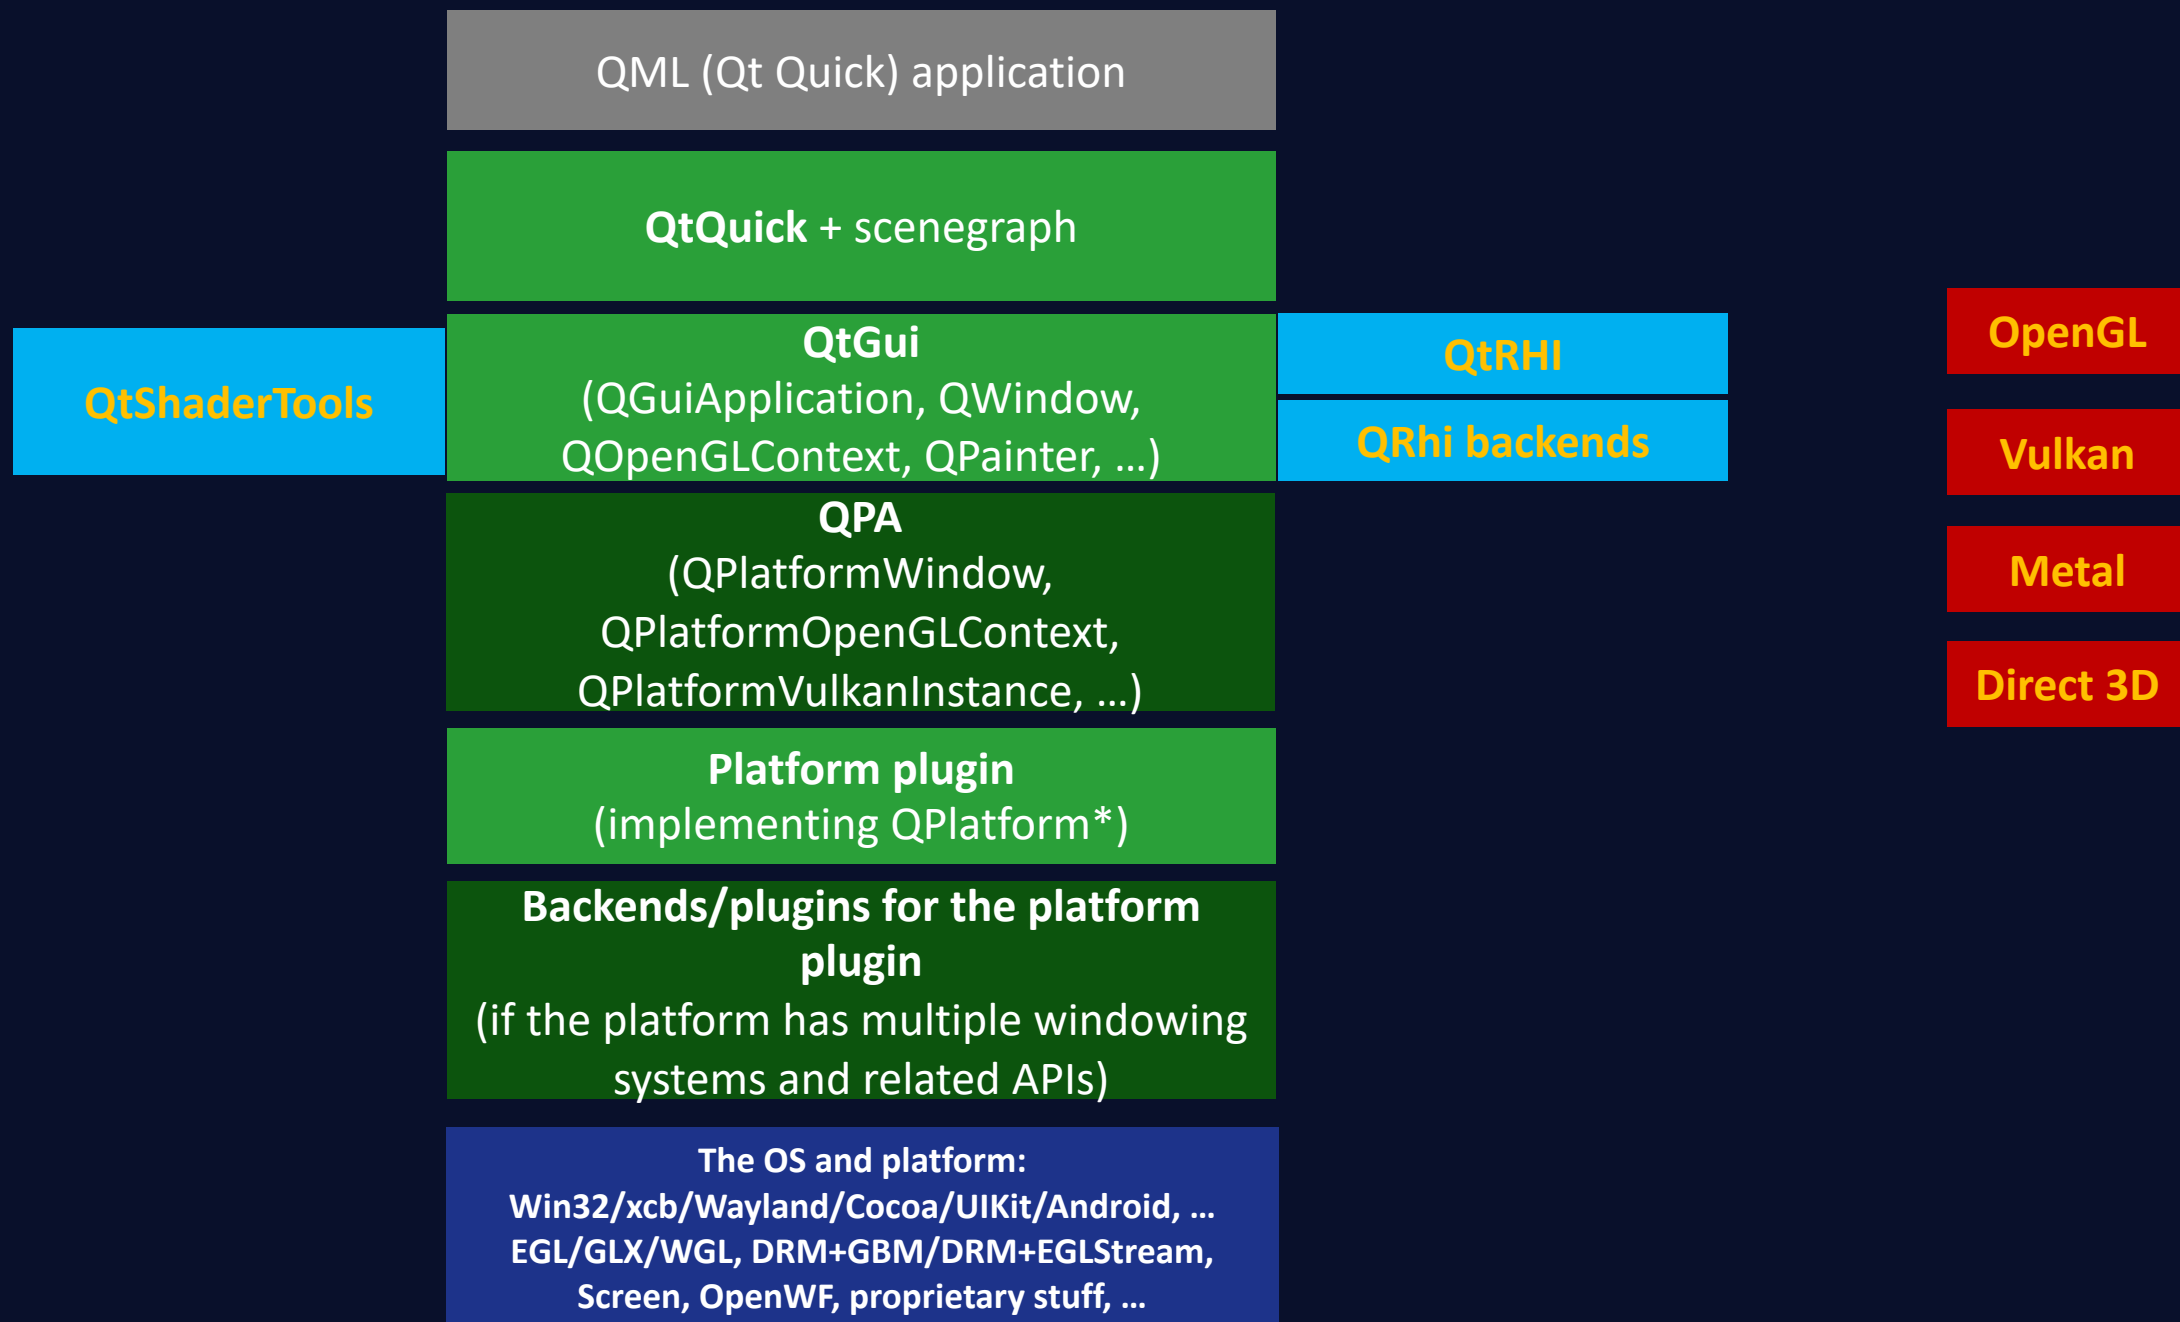 QML (Qt Quick) application
QtQuick + scenegraph
QtShaderTools
QtGui
(QGuiApplication, QWindow,
QOpenGLContext, QPainter, …)
QtRHI
QRhi backends
OpenGL
Vulkan
Metal
Direct 3D
QPA
(QPlatformWindow,
QPlatformOpenGLContext,
QPlatformVulkanInstance, …)
Platform plugin
(implementing QPlatform*)
Backends/plugins for the platform
plugin
(if the platform has multiple windowing
systems and related APIs)
The OS and platform:
Win32/xcb/Wayland/Cocoa/UIKit/Android, …
EGL/GLX/WGL, DRM+GBM/DRM+EGLStream,
Screen, OpenWF, proprietary stuff, …